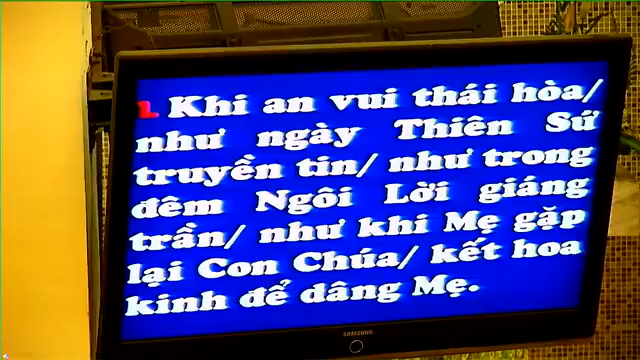 1. Khi an vui thái hòa/
như ngày Thiên Sứ
truyền tin/ như trong
đêm Ngôi Lời giáng
trần/ như khi Mẹ gặp
lại Con Chúa/ kết hoa
kinh để dâng Mẹ.
SAMSUNG